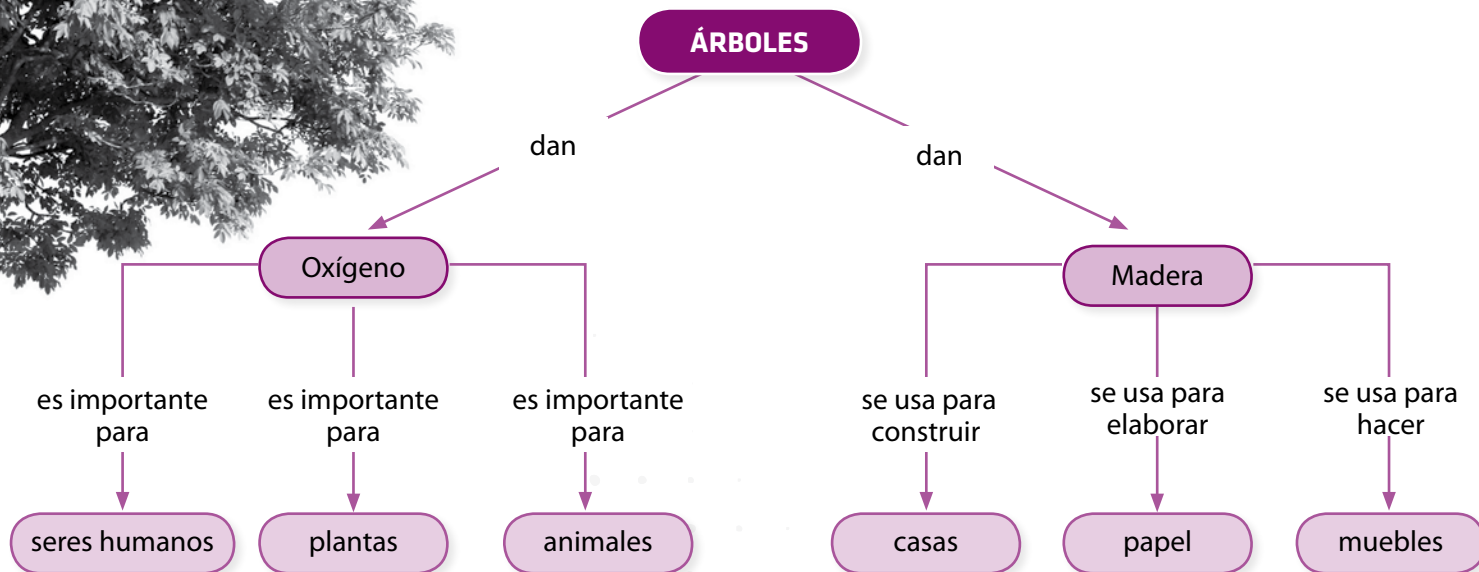 ÁRBOLES
dan
dan
Oxígeno
Madera
es importante
para
es importante
para
es importante
para
se usa para
construir
se usa para
elaborar
se usa para
hacer
seres humanos
plantas
animales
casas
papel
muebles